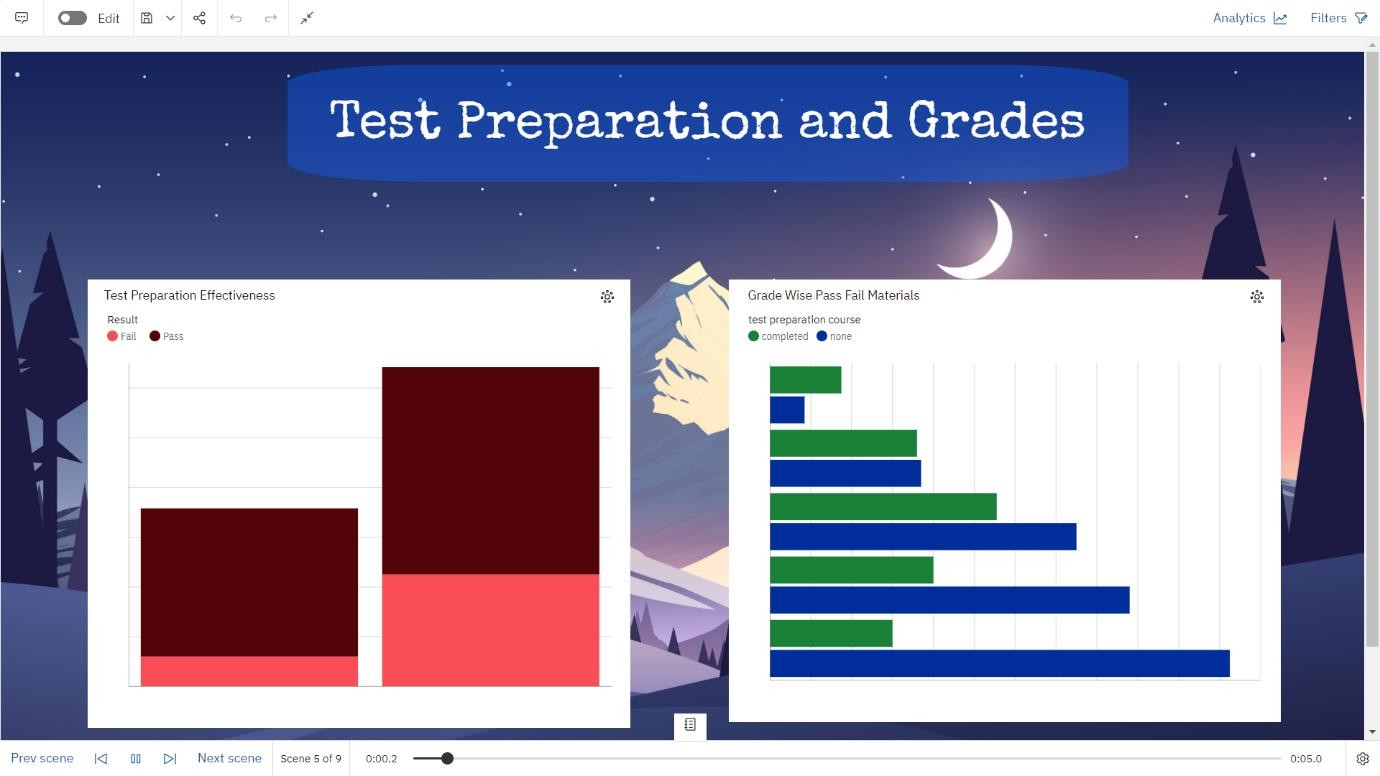 Edit
Analytics
Filters
Test Preparation and Grades
Test Preparation Effectiveness
Result
Fail Pass
Grade Wise Pass Fail Materials
test preparation course
completed none
Prev scene
Next scene
Scene 5 of 9
0:00.2
0:05.0